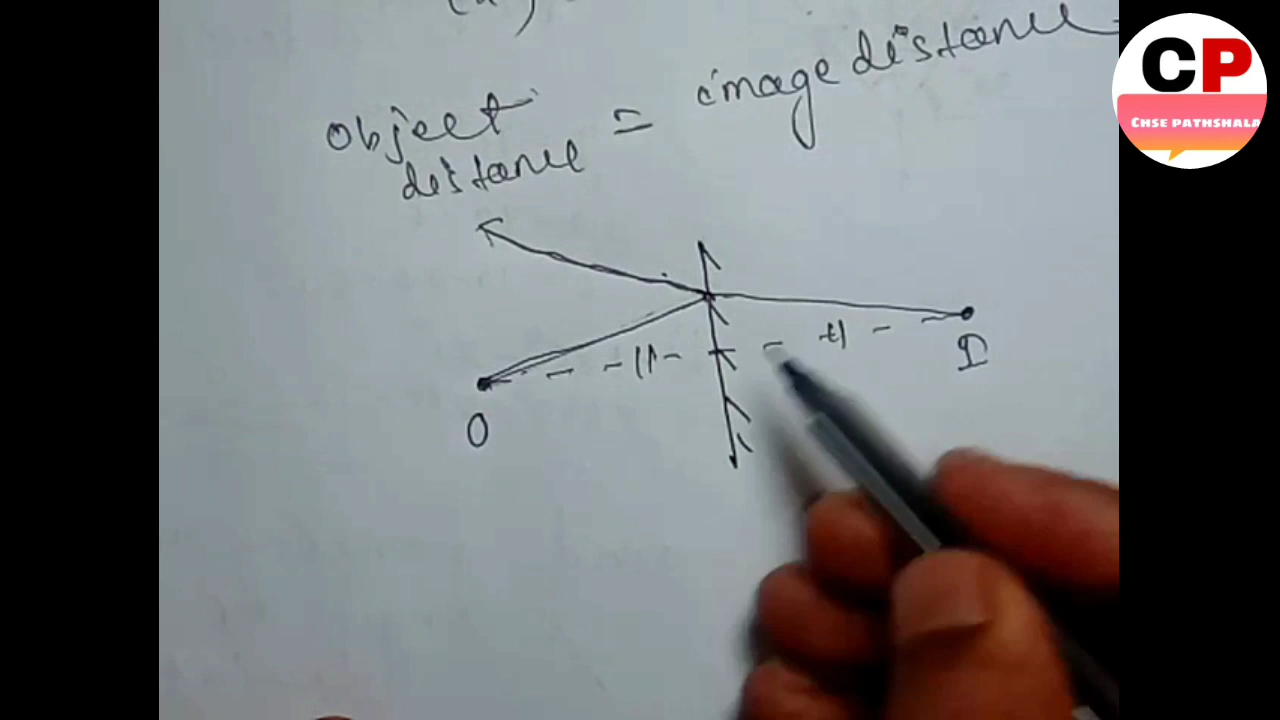 Object = image distance
distance
O
I
CP
CHSE PATHSHALA